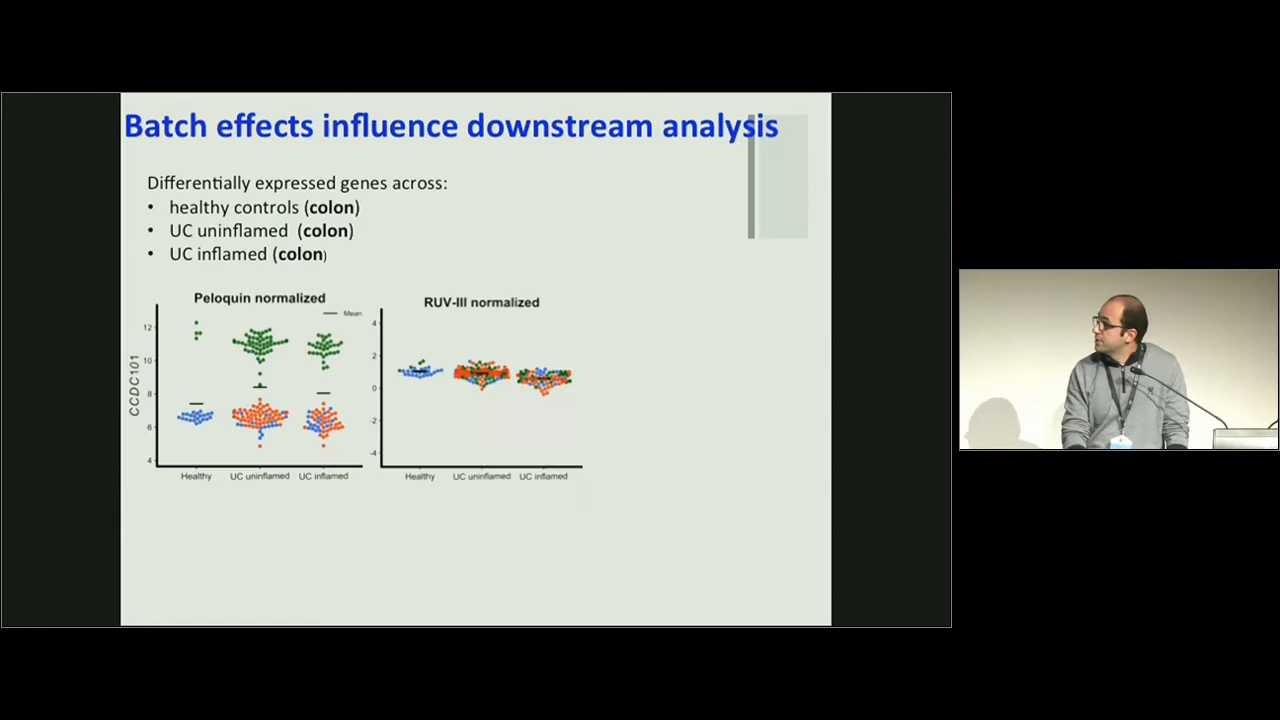 Batch effects influence downstream analysis
Differentially expressed genes across:
• healthy controls (colon)
• UC uninflamed (colon)
• UC inflamed (colon)
Peloquin normalized
Mean
12
10
8
6
4
CCDC101
Healthy
UC uninflamed
UC inflamed
RUV-III normalized
4
2
0
-2
-4
Healthy
UC uninflamed
UC inflamed